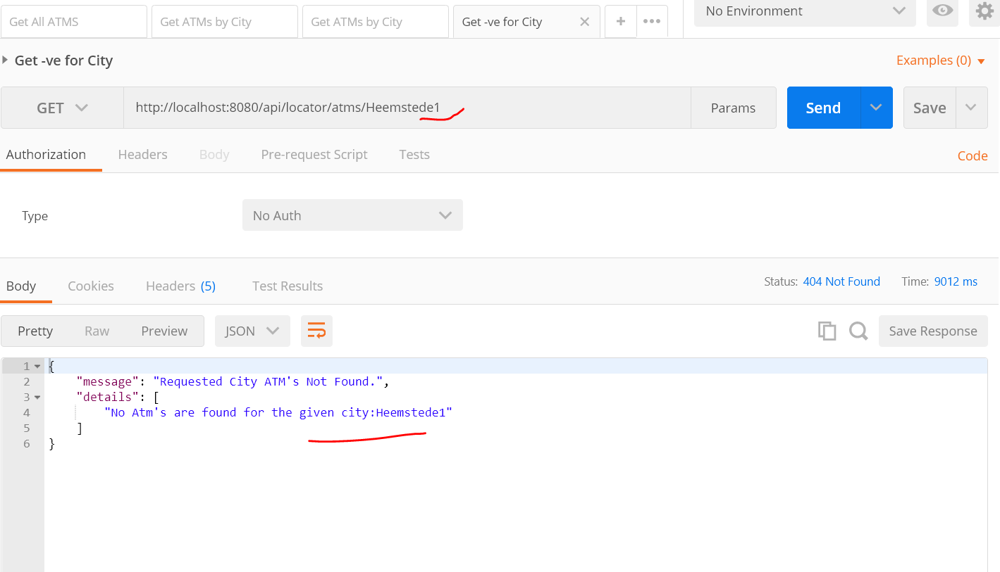 Get All ATMS Get ATMs by City Get ATMs by City Get -ve for City No Environment
Get -ve for City Examples (0)
GET http://localhost:8080/api/locator/atms/Heemstede1 Params Send Save
Authorization Headers Body Pre-request Script Tests Code
Type No Auth
Body Cookies Headers (5) Test Results Status: 404 Not Found Time: 9012 ms
Pretty Raw Preview JSON Save Response
1 {
2 "message": "Requested City ATM's Not Found.",
3 "details": [
4 "No Atm's are found for the given city:Heemstede1"
5 ]
6 }